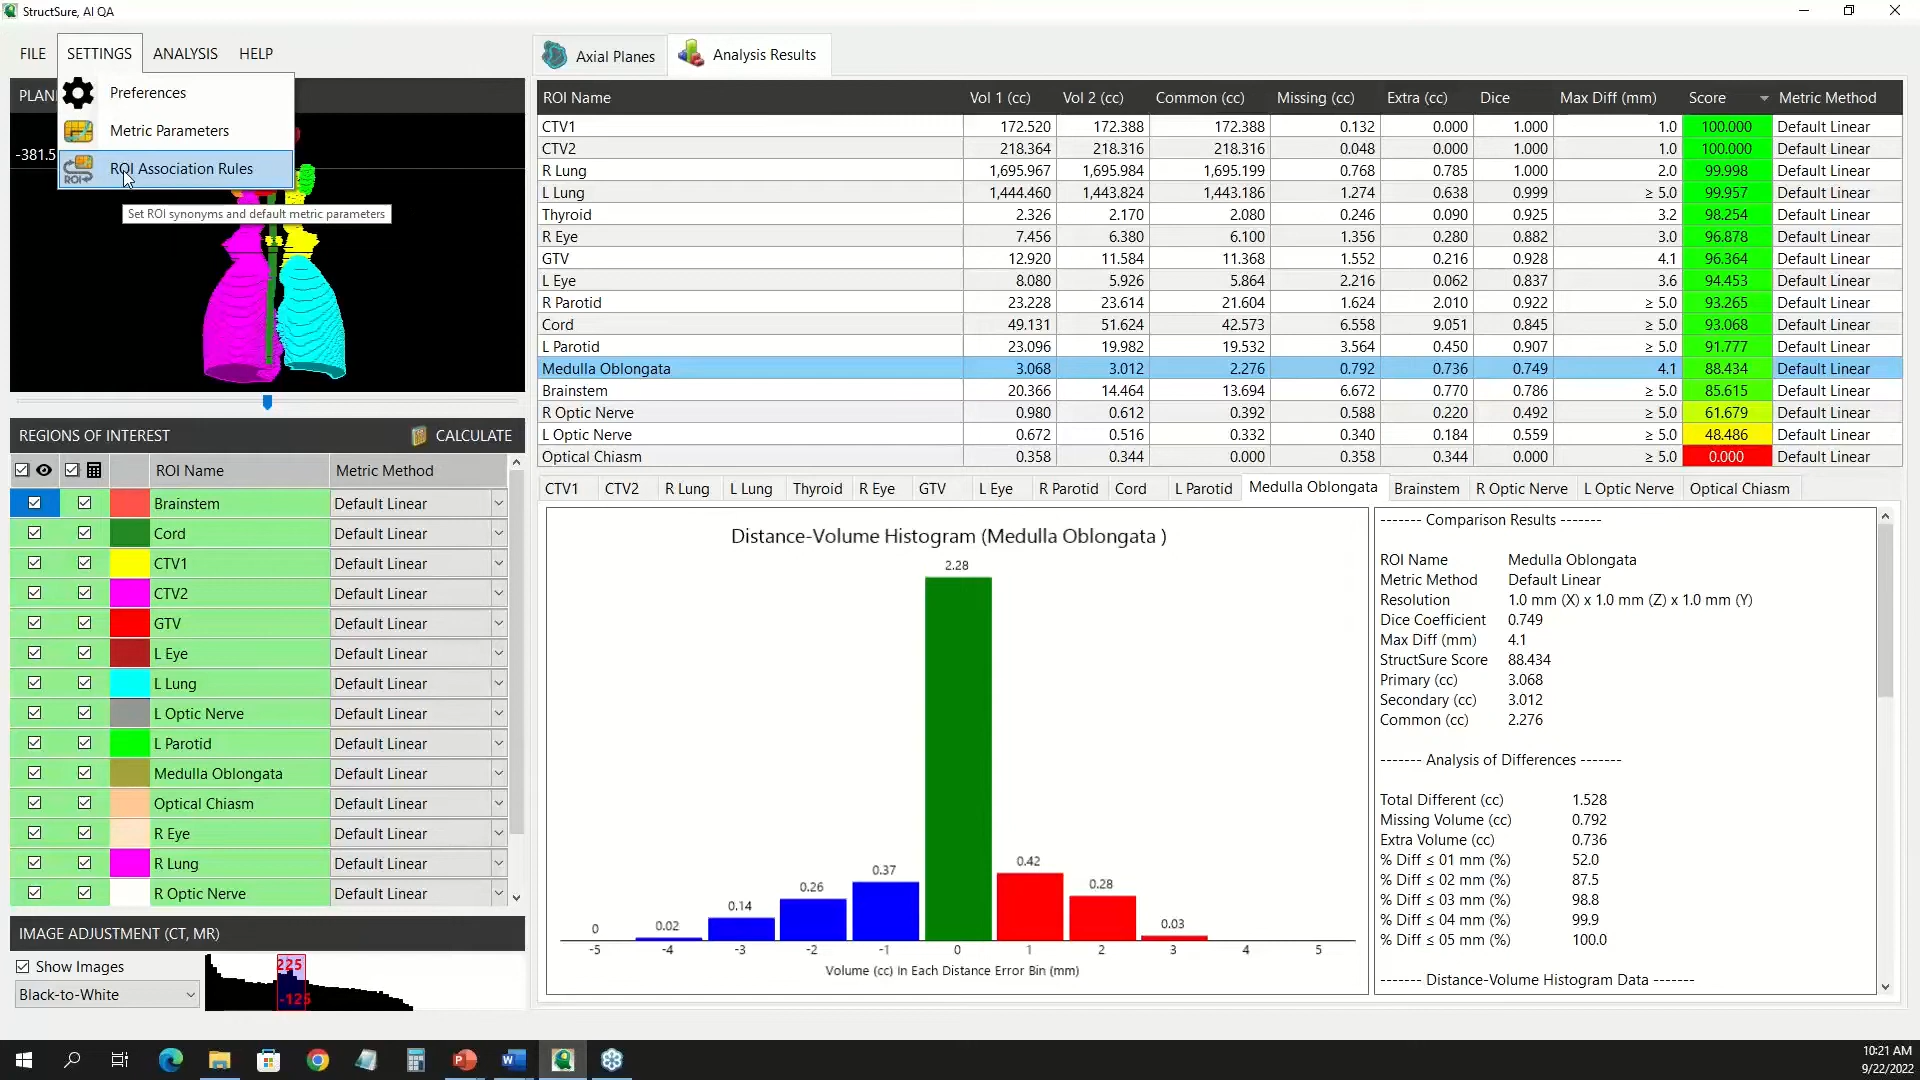 StructSure, AI QA
FILE SETTINGS ANALYSIS HELP
Preferences
Metric Parameters
ROI Association Rules
Set ROI synonyms and default metric parameters
PLAN
-381.5
REGIONS OF INTEREST CALCULATE
ROI Name Metric Method
Brainstem Default Linear
Cord Default Linear
CTV1 Default Linear
CTV2 Default Linear
GTV Default Linear
L Eye Default Linear
L Lung Default Linear
L Optic Nerve Default Linear
L Parotid Default Linear
Medulla Oblongata Default Linear
Optical Chiasm Default Linear
R Eye Default Linear
R Lung Default Linear
R Optic Nerve Default Linear
IMAGE ADJUSTMENT (CT, MR)
Show Images
Black-to-White
225
-125
Axial Planes Analysis Results
ROI Name Vol 1 (cc) Vol 2 (cc) Common (cc) Missing (cc) Extra (cc) Dice Max Diff (mm) Score Metric Method
CTV1 172.520 172.388 172.388 0.132 0.000 1.000 1.0 100.000 Default Linear
CTV2 218.364 218.316 218.316 0.048 0.000 1.000 1.0 100.000 Default Linear
R Lung 1,695.967 1,695.984 1,695.199 0.768 0.785 1.000 2.0 99.998 Default Linear
L Lung 1,444.460 1,443.824 1,443.186 1.274 0.638 0.999 ≥ 5.0 99.957 Default Linear
Thyroid 2.326 2.170 2.080 0.246 0.090 0.925 3.2 98.254 Default Linear
R Eye 7.456 6.380 6.100 1.356 0.280 0.882 3.0 96.878 Default Linear
GTV 12.920 11.584 11.368 1.552 0.216 0.928 4.1 96.364 Default Linear
L Eye 8.080 5.926 5.864 2.216 0.062 0.837 3.6 94.453 Default Linear
R Parotid 23.228 23.614 21.604 1.624 2.010 0.922 ≥ 5.0 93.265 Default Linear
Cord 49.131 51.624 42.573 6.558 9.051 0.845 ≥ 5.0 93.068 Default Linear
L Parotid 23.096 19.982 19.532 3.564 0.450 0.907 ≥ 5.0 91.777 Default Linear
Medulla Oblongata 3.068 3.012 2.276 0.792 0.736 0.749 4.1 88.434 Default Linear
Brainstem 20.366 14.464 13.694 6.672 0.770 0.786 ≥ 5.0 85.615 Default Linear
R Optic Nerve 0.980 0.612 0.392 0.588 0.220 0.492 ≥ 5.0 61.679 Default Linear
L Optic Nerve 0.672 0.516 0.332 0.340 0.184 0.559 ≥ 5.0 48.486 Default Linear
Optical Chiasm 0.358 0.344 0.000 0.358 0.344 0.000 ≥ 5.0 0.000 Default Linear
CTV1 CTV2 R Lung L Lung Thyroid R Eye GTV L Eye R Parotid Cord L Parotid Medulla Oblongata Brainstem R Optic Nerve L Optic Nerve Optical Chiasm
Distance-Volume Histogram (Medulla Oblongata )
0 0.02 0.14 0.26 0.37 2.28 0.42 0.28 0.03
-5 -4 -3 -2 -1 0 1 2 3 4 5
Volume (cc) In Each Distance Error Bin (mm)
------- Comparison Results -------
ROI Name Medulla Oblongata
Metric Method Default Linear
Resolution 1.0 mm (X) x 1.0 mm (Z) x 1.0 mm (Y)
Dice Coefficient 0.749
Max Diff (mm) 4.1
StructSure Score 88.434
Primary (cc) 3.068
Secondary (cc) 3.012
Common (cc) 2.276
------- Analysis of Differences -------
Total Different (cc) 1.528
Missing Volume (cc) 0.792
Extra Volume (cc) 0.736
% Diff ≤ 01 mm (%) 52.0
% Diff ≤ 02 mm (%) 87.5
% Diff ≤ 03 mm (%) 98.8
% Diff ≤ 04 mm (%) 99.9
% Diff ≤ 05 mm (%) 100.0
------- Distance-Volume Histogram Data -------
10:21 AM
9/22/2022